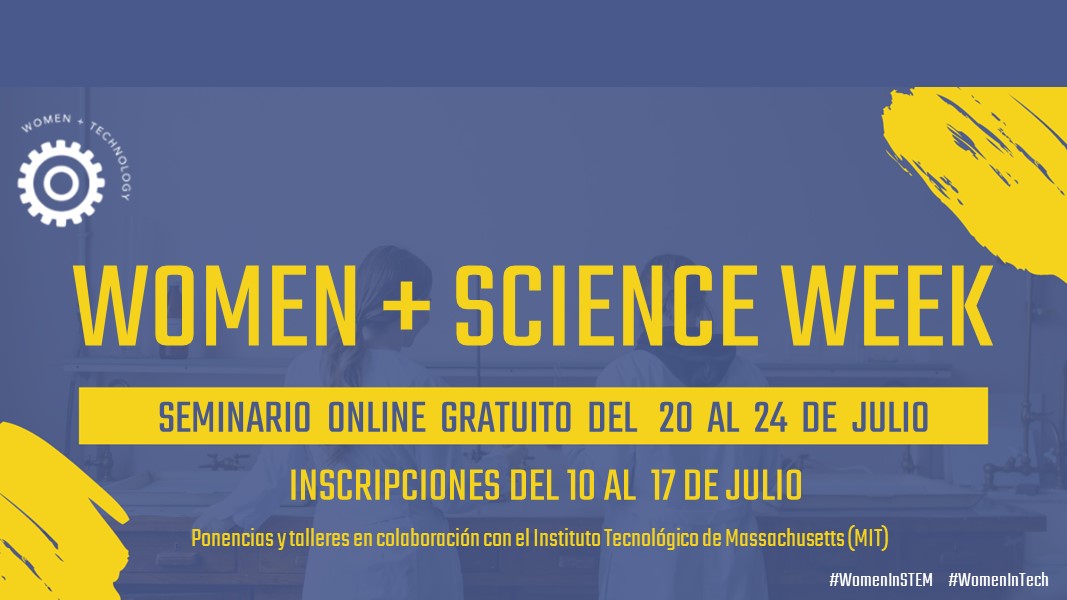 WOMEN + TECHNOLOGY
WOMEN + SCIENCE WEEK
SEMINARIO ONLINE GRATUITO DEL 20 AL 24 DE JULIO
INSCRIPCIONES DEL 10 AL 17 DE JULIO
Ponencias y talleres en colaboración con el Instituto Tecnológico de Massachusetts (MIT)
#WomenInSTEM #WomenInTech